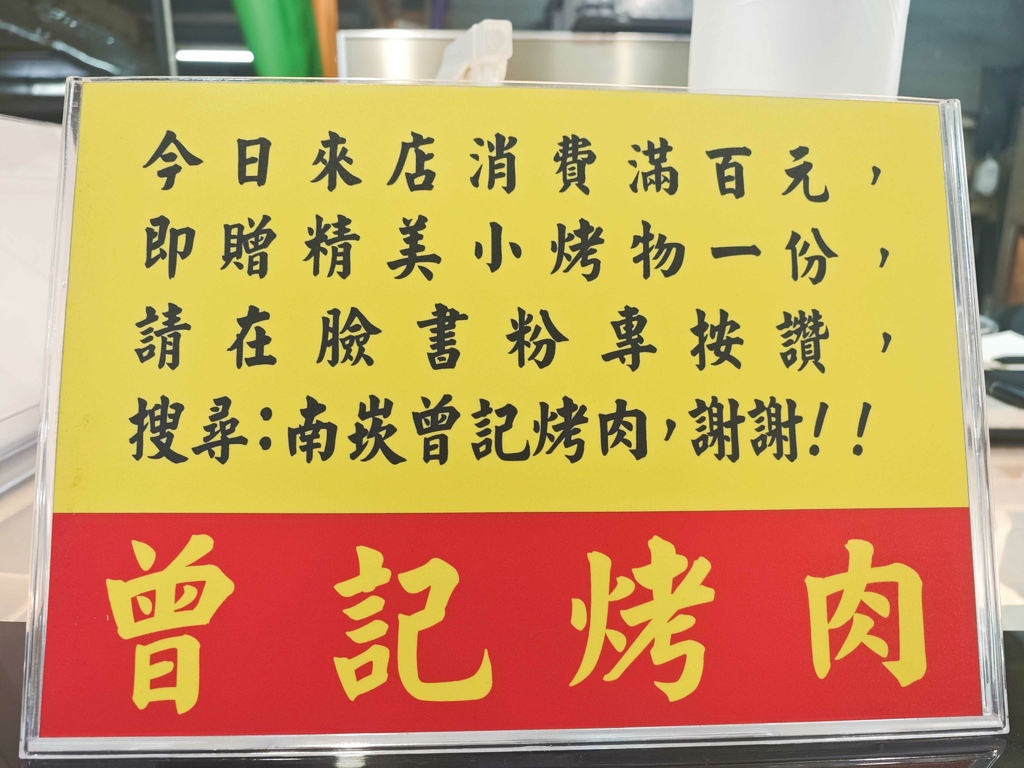 今日來店消費滿百元，
即贈精美小烤物一份，
請在臉書粉專按讚，
搜尋：南崁曾記烤肉，謝謝！！
曾記烤肉